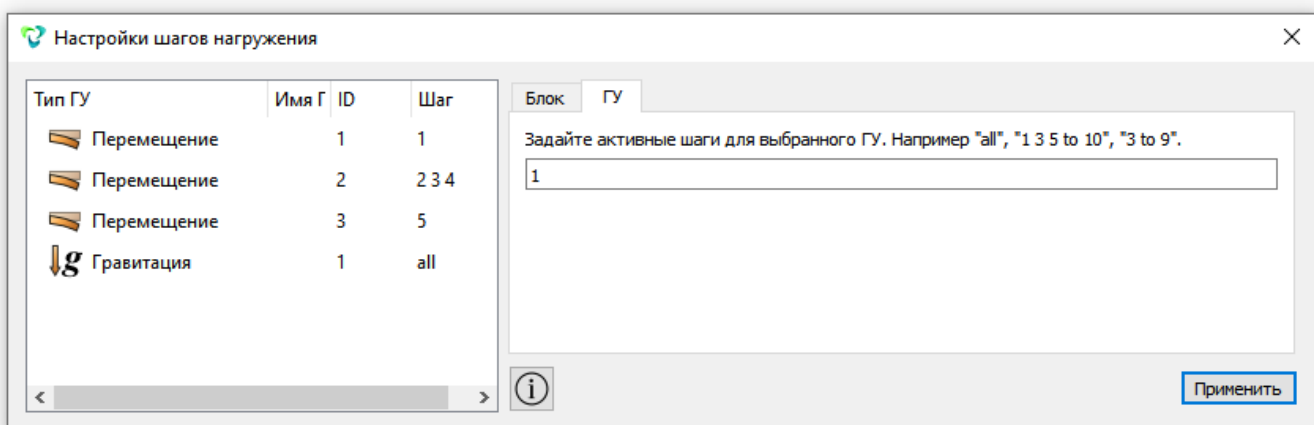 Настройки шагов нагружения
Тип ГУ Имя Г ID Шаг
Перемещение 1 1
Перемещение 2 2 3 4
Перемещение 3 5
g Гравитация 1 all
Блок ГУ
Задайте активные шаги для выбранного ГУ. Например "all", "1 3 5 to 10", "3 to 9".
1
i
Применить